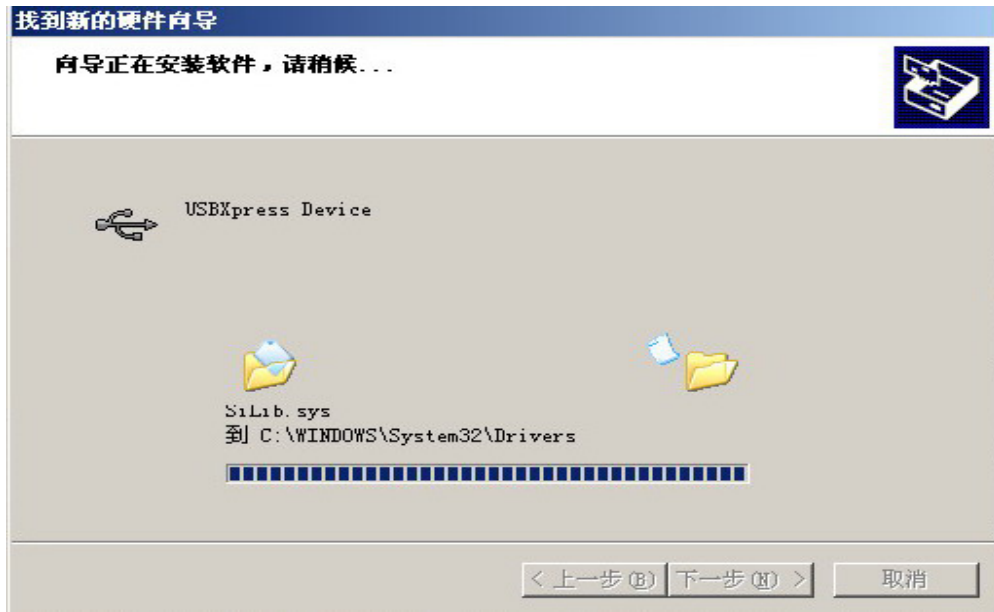 找到新的硬件向导
向导正在安装软件，请稍候...
USBXpress Device
SiLib.sys
到 C:\WINDOWS\System32\Drivers
< 上一步(B) 下一步(N) > 取消